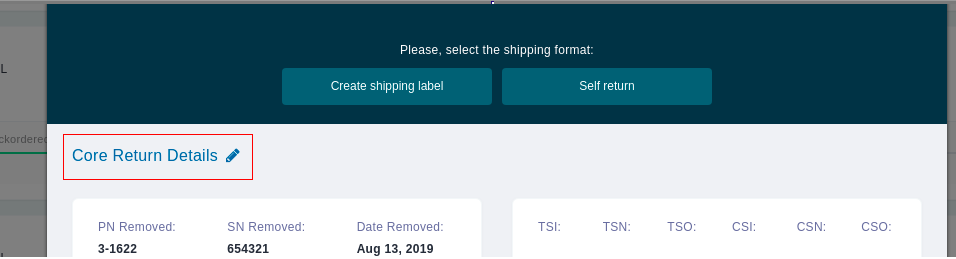 Please, select the shipping format:
L
Create shipping label Self return
ckordered
Core Return Details
PN Removed: SN Removed: Date Removed: TSI: TSN: TSO: CSI: CSN: CSO:
3-1622 654321 Aug 13, 2019